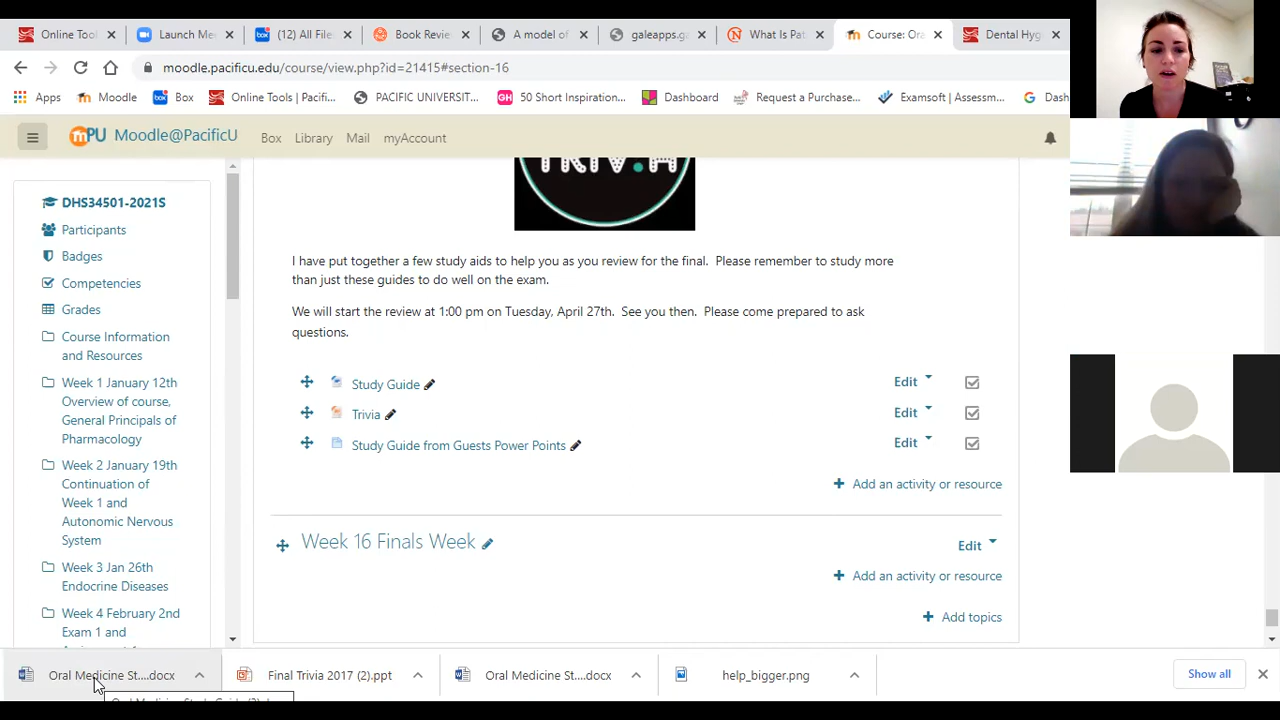 Online Tool
Launch Me
(12) All File
Book Revie
A model of
galeapps.ga
What Is Pat
Course: Ora
Dental Hyg
moodle.pacificu.edu/course/view.php?id=21415#section-16
Apps
Moodle
Box
Online Tools | Pacifi...
PACIFIC UNIVERSIT...
50 Short Inspiration...
Dashboard
Request a Purchase...
Examsoft | Assessm...
Dash
mPU Moodle@PacificU
Box
Library
Mail
myAccount
DHS34501-2021S
Participants
Badges
Competencies
Grades
Course Information
and Resources
Week 1 January 12th
Overview of course,
General Principals of
Pharmacology
Week 2 January 19th
Continuation of
Week 1 and
Autonomic Nervous
System
Week 3 Jan 26th
Endocrine Diseases
Week 4 February 2nd
Exam 1 and
I have put together a few study aids to help you as you review for the final. Please remember to study more
than just these guides to do well on the exam.
We will start the review at 1:00 pm on Tuesday, April 27th. See you then. Please come prepared to ask
questions.
Study Guide
Edit
Trivia
Edit
Study Guide from Guests Power Points
Edit
+ Add an activity or resource
Week 16 Finals Week
Edit
+ Add an activity or resource
+ Add topics
Oral Medicine St....docx
Final Trivia 2017 (2).ppt
Oral Medicine St....docx
help_bigger.png
Show all